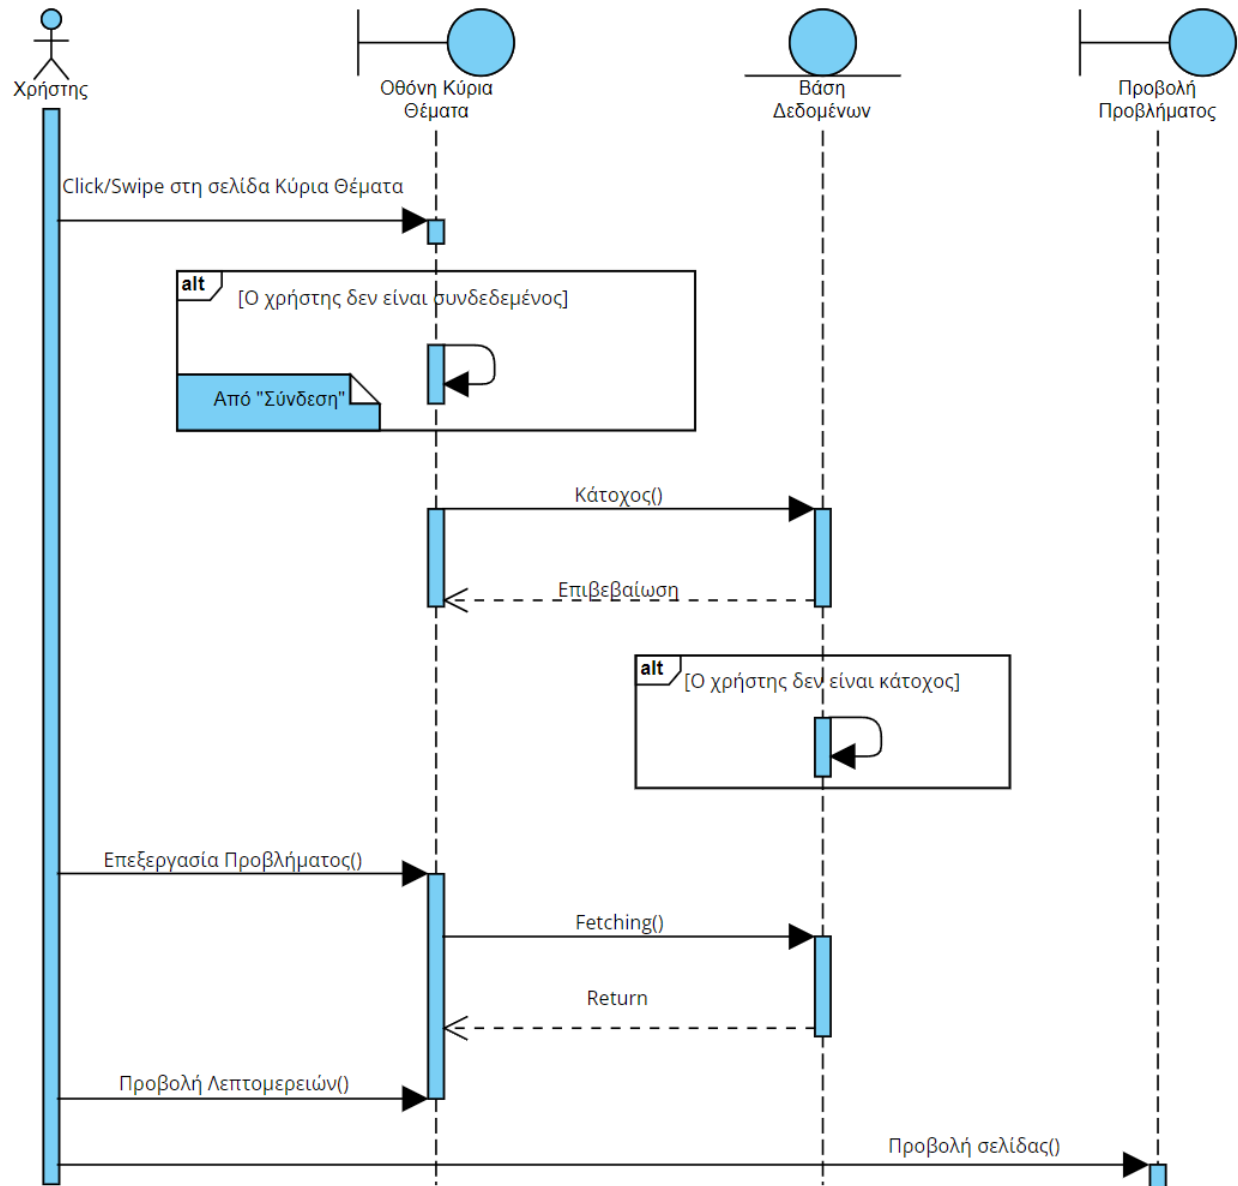 Χρήστης
Οθόνη Κύρια
Θέματα
Βάση
Δεδομένων
Προβολή
Προβλήματος
Click/Swipe στη σελίδα Κύρια Θέματα
alt
[Ο χρήστης δεν είναι συνδεδεμένος]
Από "Σύνδεση"
Κάτοχος()
Επιβεβαίωση
alt
[Ο χρήστης δεν είναι κάτοχος]
Επεξεργασία Προβλήματος()
Fetching()
Return
Προβολή Λεπτομερειών()
Προβολή σελίδας()